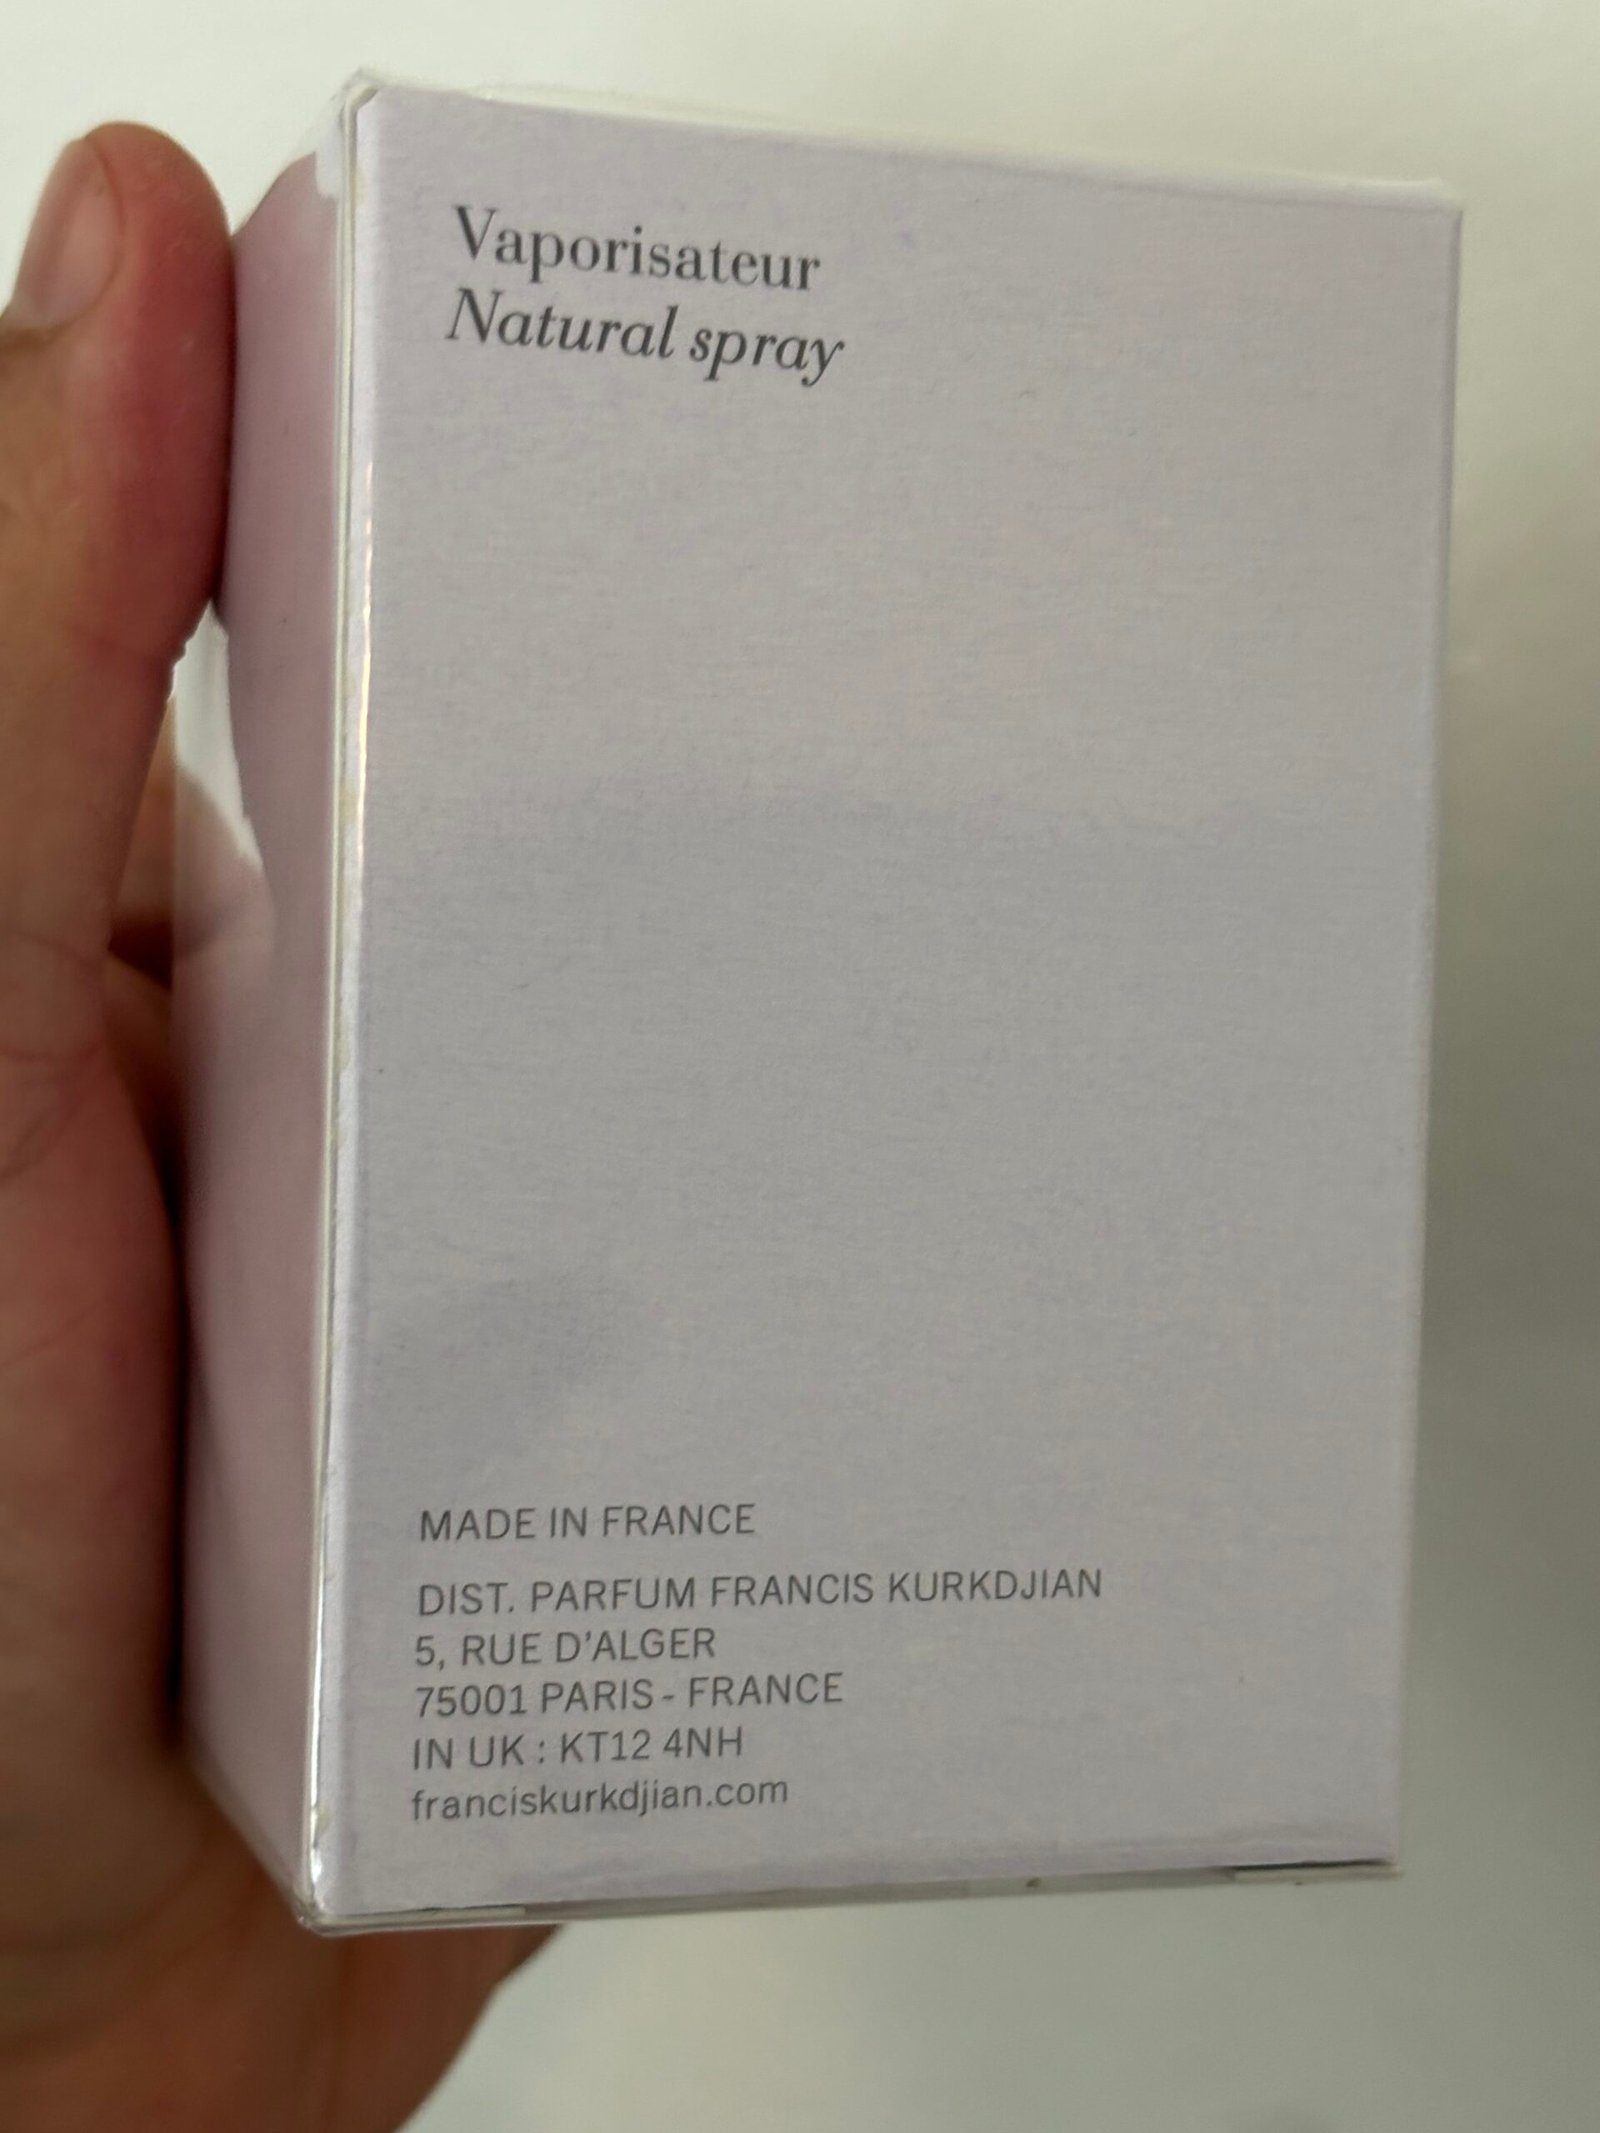 Vaporisateur
Natural spray
MADE IN FRANCE
DIST. PARFUM FRANCIS KURKDJIAN
5, RUE D'ALGER
75001 PARIS - FRANCE
IN UK : KT12 4NH
franciskurkdjian.com